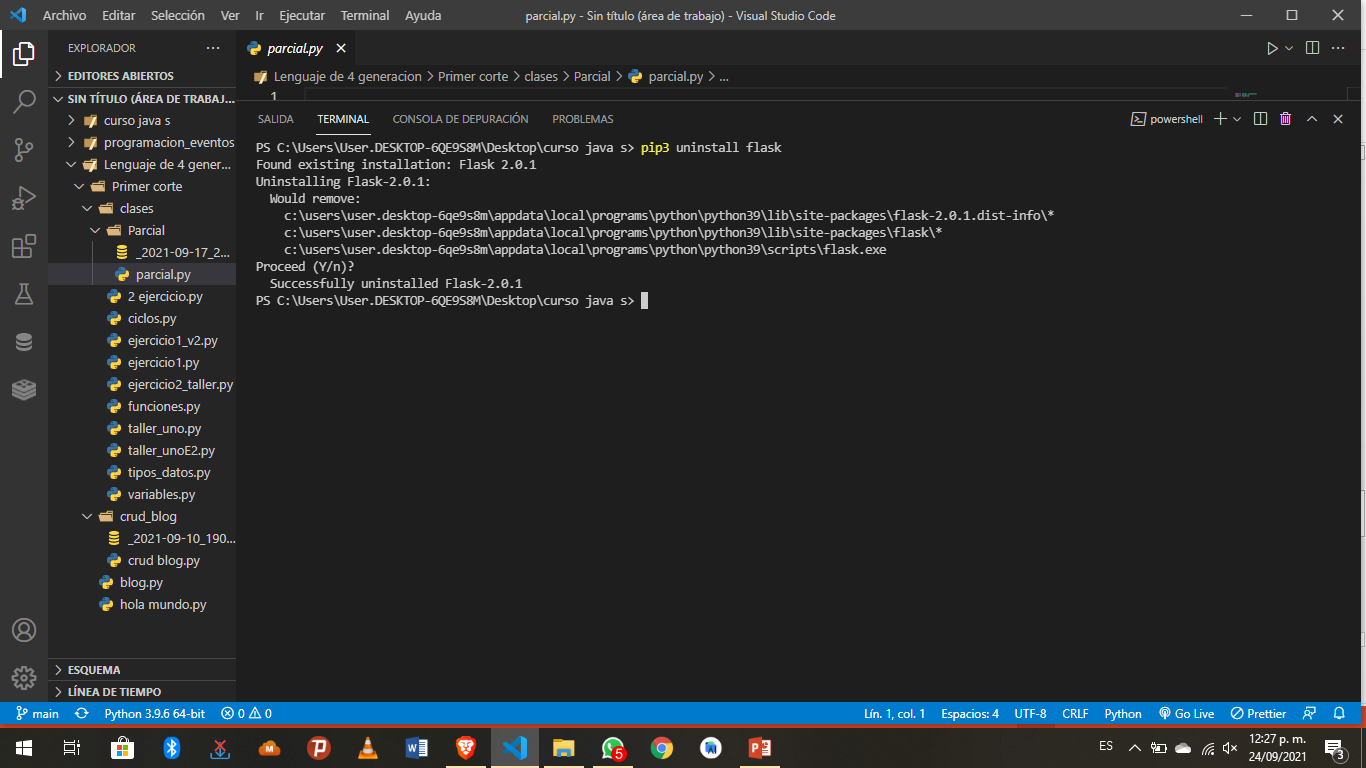 Archivo Editar Selección Ver Ir Ejecutar Terminal Ayuda parcial.py - Sin título (área de trabajo) - Visual Studio Code
EXPLORADOR
EDITORES ABIERTOS
SIN TÍTULO (ÁREA DE TRABAJ...
curso java s
programacion_eventos
Lenguaje de 4 gener...
Primer corte
clases
Parcial
_2021-09-17_2...
parcial.py
2 ejercicio.py
ciclos.py
ejercicio1_v2.py
ejercicio1.py
ejercicio2_taller.py
funciones.py
taller_uno.py
taller_unoE2.py
tipos_datos.py
variables.py
crud_blog
_2021-09-10_190...
crud blog.py
blog.py
hola mundo.py
ESQUEMA
LÍNEA DE TIEMPO
parcial.py
Lenguaje de 4 generacion > Primer corte > clases > Parcial > parcial.py > ...
1
SALIDA TERMINAL CONSOLA DE DEPURACIÓN PROBLEMAS powershell
PS C:\Users\User.DESKTOP-6QE9S8M\Desktop\curso java s> pip3 uninstall flask
Found existing installation: Flask 2.0.1
Uninstalling Flask-2.0.1:
Would remove:
c:\users\user.desktop-6qe9s8m\appdata\local\programs\python\python39\lib\site-packages\flask-2.0.1.dist-info\*
c:\users\user.desktop-6qe9s8m\appdata\local\programs\python\python39\lib\site-packages\flask\*
c:\users\user.desktop-6qe9s8m\appdata\local\programs\python\python39\scripts\flask.exe
Proceed (Y/n)?
Successfully uninstalled Flask-2.0.1
PS C:\Users\User.DESKTOP-6QE9S8M\Desktop\curso java s>
main Python 3.9.6 64-bit 0 0 Lín. 1, col. 1 Espacios: 4 UTF-8 CRLF Python Go Live Prettier
5
ES
12:27 p. m.
24/09/2021
3